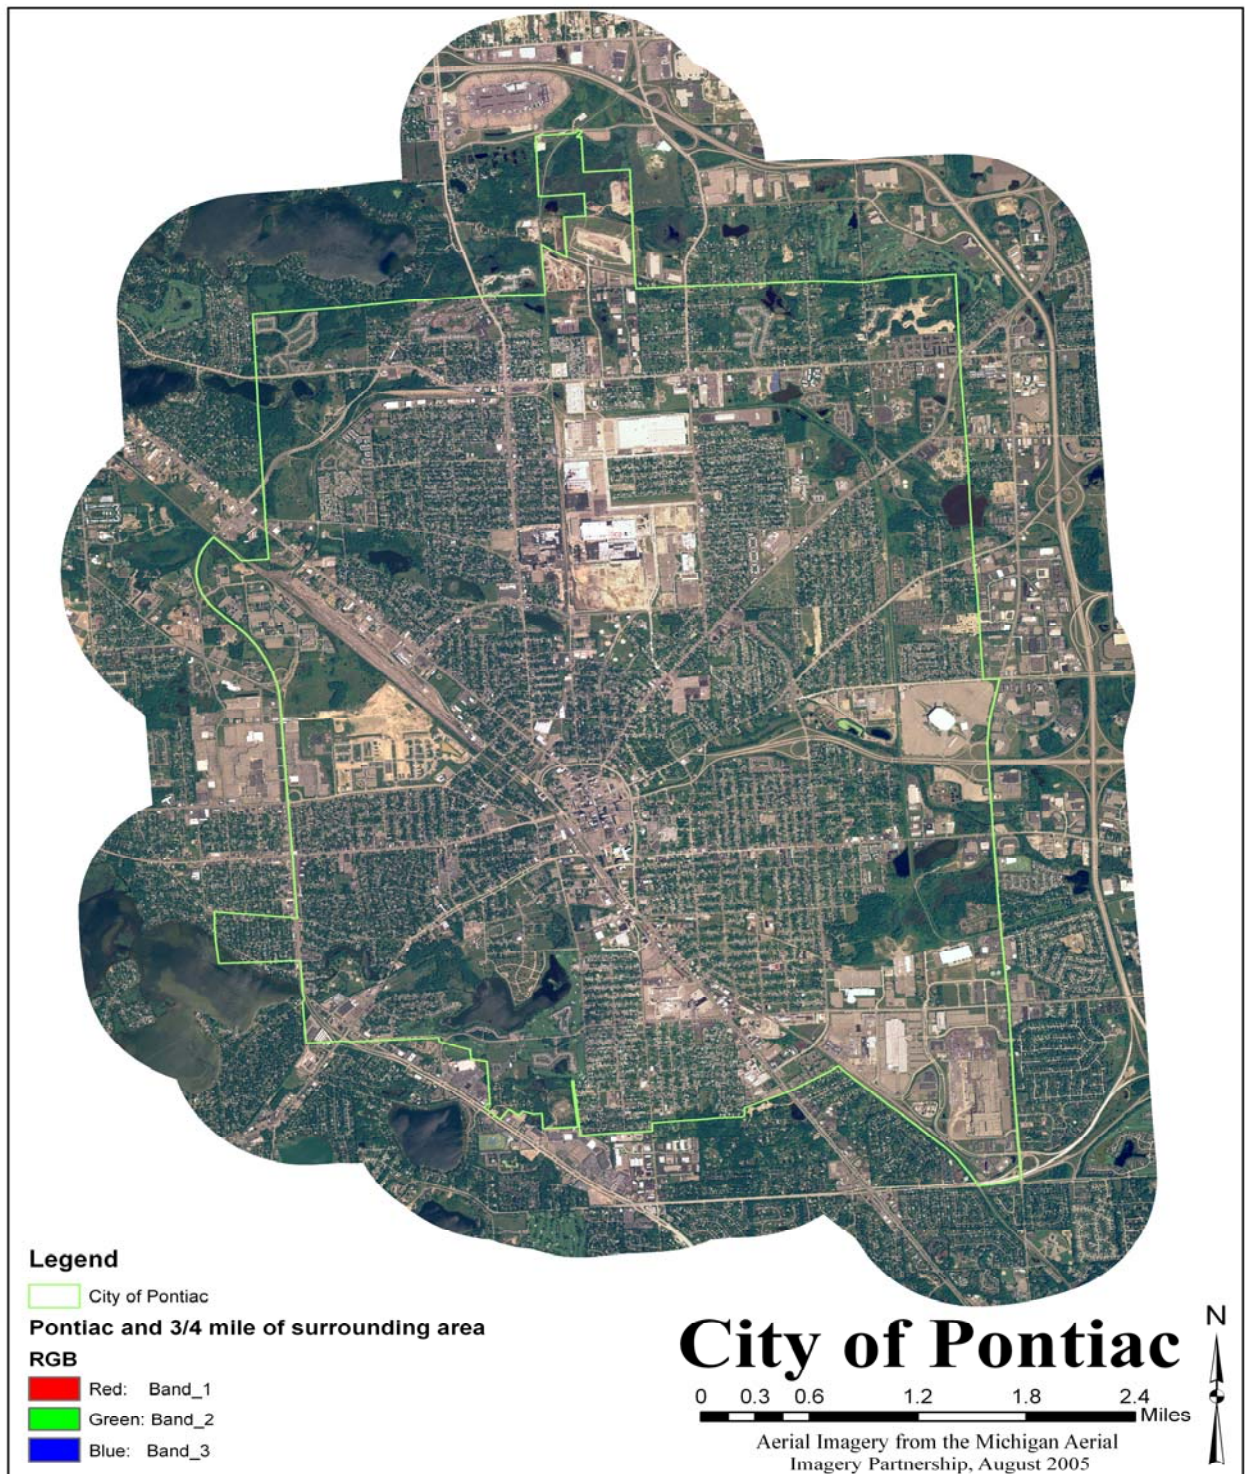 Legend
City of Pontiac
Pontiac and 3/4 mile of surrounding area
RGB
Red: Band_1
Green: Band_2
Blue: Band_3
City of Pontiac
N
0 0.3 0.6 1.2 1.8 2.4
Miles
Aerial Imagery from the Michigan Aerial
Imagery Partnership, August 2005